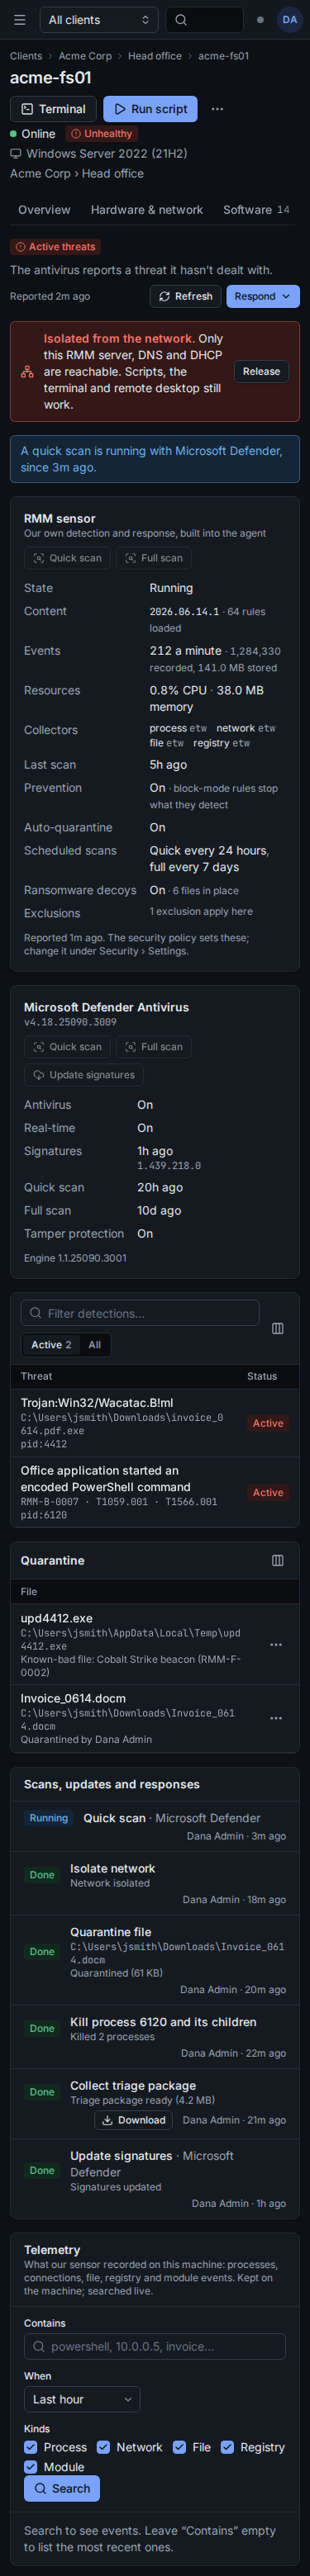 All clients
DA
Clients > Acme Corp > Head office > acme-fs01
acme-fs01
Terminal
Run script
Online
Unhealthy
Windows Server 2022 (21H2)
Acme Corp › Head office
Overview
Hardware & network
Software 14
Active threats
The antivirus reports a threat it hasn’t dealt with.
Reported 2m ago
Refresh
Respond
Isolated from the network. Only
this RMM server, DNS and DHCP
are reachable. Scripts, the
terminal and remote desktop still
work.
Release
A quick scan is running with Microsoft Defender,
since 3m ago.
RMM sensor
Our own detection and response, built into the agent
Quick scan
Full scan
State
Running
Content
2026.06.14.1 · 64 rules
loaded
Events
212 a minute · 1,284,330
recorded, 141.0 MB stored
Resources
0.8% CPU · 38.0 MB
memory
Collectors
process etw network etw
file etw registry etw
Last scan
5h ago
Prevention
On · block-mode rules stop
what they detect
Auto-quarantine
On
Scheduled scans
Quick every 24 hours,
full every 7 days
Ransomware decoys
On · 6 files in place
Exclusions
1 exclusion apply here
Reported 1m ago. The security policy sets these;
change it under Security › Settings.
Microsoft Defender Antivirus
v4.18.25090.3009
Quick scan
Full scan
Update signatures
Antivirus
On
Real-time
On
Signatures
1h ago
1.439.218.0
Quick scan
20h ago
Full scan
10d ago
Tamper protection
On
Engine 1.1.25090.3001
Filter detections...
Active 2
All
Threat
Status
Trojan:Win32/Wacatac.B!ml
C:\Users\jsmith\Downloads\invoice_0
614.pdf.exe
pid:4412
Active
Office application started an
encoded PowerShell command
RMM-B-0007 · T1059.001 · T1566.001
pid:6120
Active
Quarantine
File
upd4412.exe
C:\Users\jsmith\AppData\Local\Temp\upd
4412.exe
Known-bad file: Cobalt Strike beacon (RMM-F-
0002)
Invoice_0614.docm
C:\Users\jsmith\Downloads\Invoice_061
4.docm
Quarantined by Dana Admin
Scans, updates and responses
Running
Quick scan · Microsoft Defender
Dana Admin · 3m ago
Done
Isolate network
Network isolated
Dana Admin · 18m ago
Done
Quarantine file
C:\Users\jsmith\Downloads\Invoice_061
4.docm
Quarantined (61 KB)
Dana Admin · 20m ago
Done
Kill process 6120 and its children
Killed 2 processes
Dana Admin · 22m ago
Done
Collect triage package
Triage package ready (4.2 MB)
Download
Dana Admin · 21m ago
Done
Update signatures · Microsoft
Defender
Signatures updated
Dana Admin · 1h ago
Telemetry
What our sensor recorded on this machine: processes,
connections, file, registry and module events. Kept on
the machine; searched live.
Contains
powershell, 10.0.0.5, invoice...
When
Last hour
Kinds
Process
Network
File
Registry
Module
Search
Search to see events. Leave “Contains” empty
to list the most recent ones.